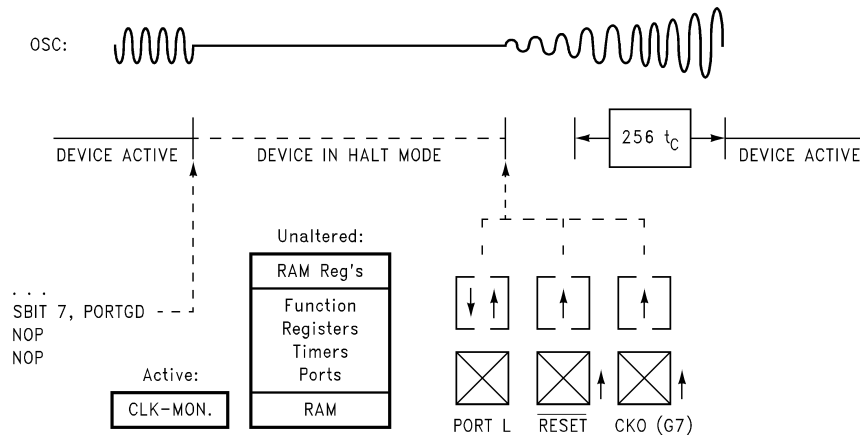 OSC:
DEVICE ACTIVE
DEVICE IN HALT MODE
256 tC
DEVICE ACTIVE
Unaltered:
RAM Reg's
Function
Registers
Timers
Ports
RAM
. . .
SBIT 7, PORTGD
NOP
NOP
Active:
CLK-MON.
PORT L
RESET
CKO (G7)